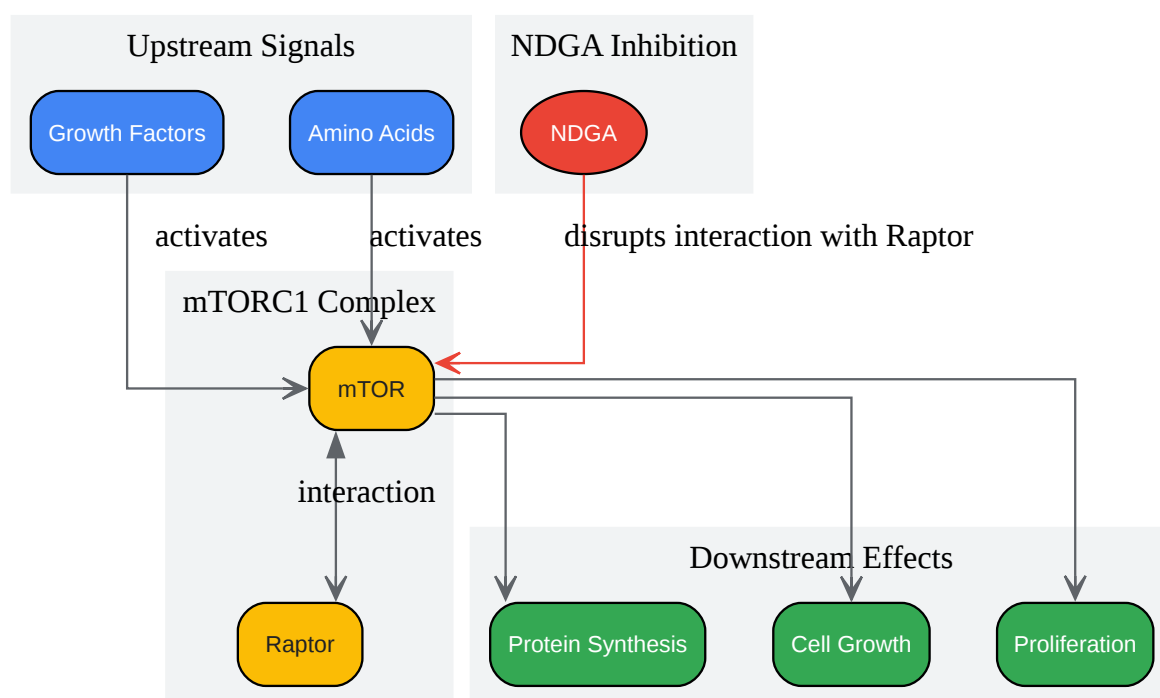 Upstream Signals
NDGA Inhibition
Growth Factors
Amino Acids
NDGA
activates
activates
disrupts interaction with Raptor
mTORC1 Complex
mTOR
interaction
Downstream Effects
Raptor
Protein Synthesis
Cell Growth
Proliferation